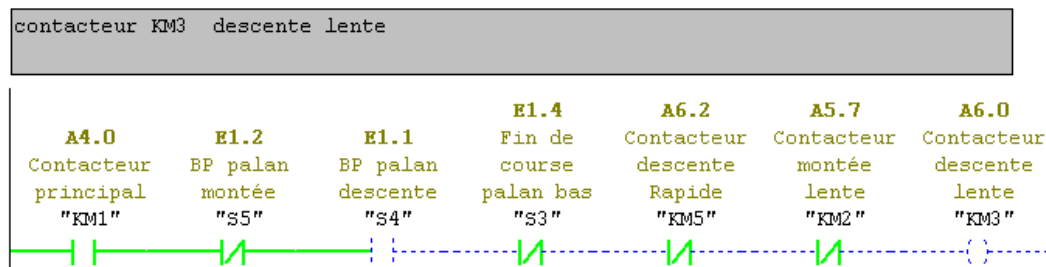 contacteur KM3  descente lente
A4.0
Contacteur
principal
"KM1"
E1.2
BP palan
montée
"S5"
E1.1
BP palan
descente
"S4"
E1.4
Fin de
course
palan bas
"S3"
A6.2
Contacteur
descente
Rapide
"KM5"
A5.7
Contacteur
montée
lente
"KM2"
A6.0
Contacteur
descente
lente
"KM3"